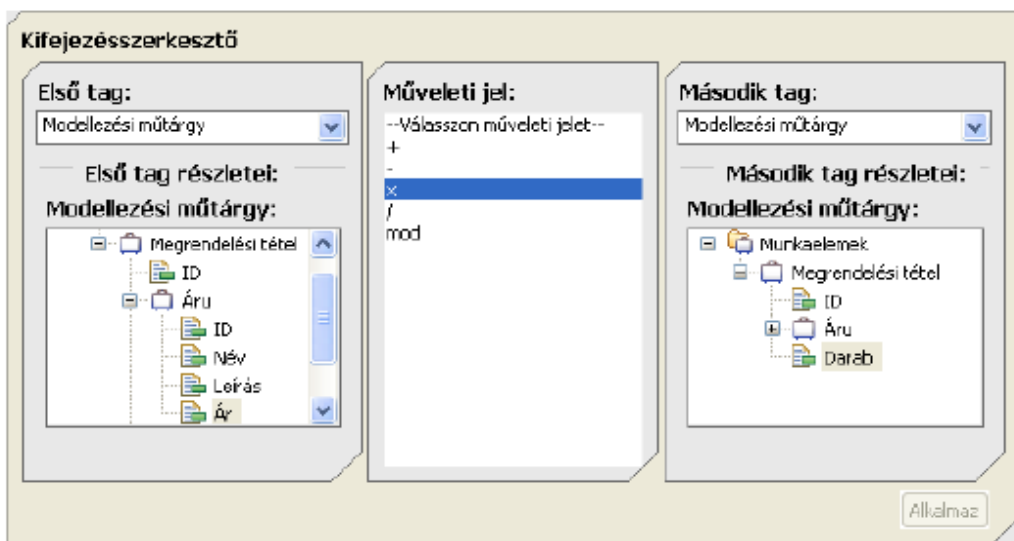 Kifejezésszerkesztő
Első tag:
Modellezési műtárgy
Első tag részletei:
Modellezési műtárgy:
Megrendelési tétel
ID
Áru
ID
Név
Leírás
Ár
Műveleti jel:
--Válasszon műveleti jelet--
+
-
x
/
mod
Második tag:
Modellezési műtárgy
Második tag részletei:
Modellezési műtárgy:
Munkaelemek
Megrendelési tétel
ID
Áru
Darab
Alkalmaz